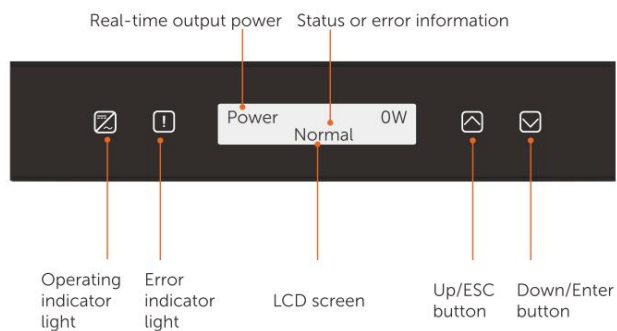 Real-time output power Status or error information
Power 0W
Normal
Operating indicator light
Error indicator light
LCD screen
Up/ESC button
Down/Enter button